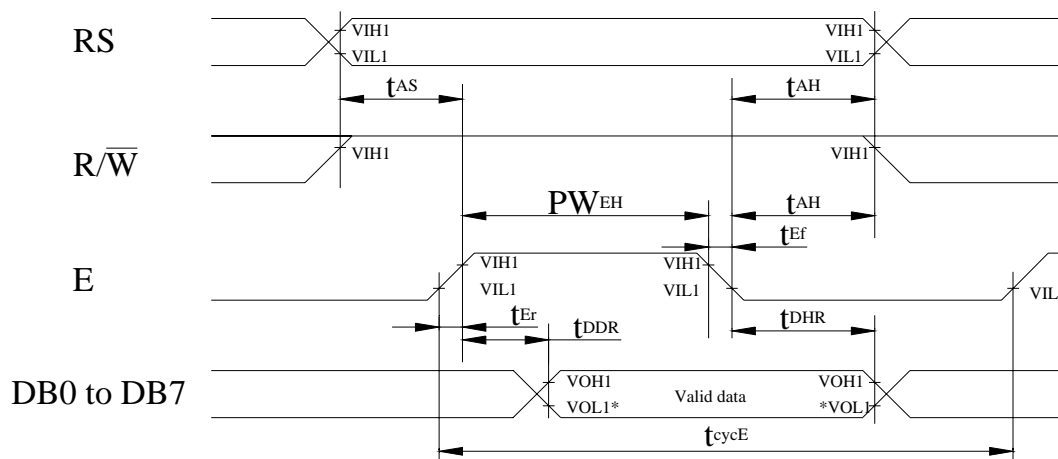 RS
VIH1
VIL1
VIH1
VIL1
tAS
tAH
R/W̅
VIH1
VIH1
PWEH
tAH
tEf
E
VIH1
VIL1
VIH1
VIL1
VIL
tEr
tDDR
tDHR
DB0 to DB7
VOH1
VOL1*
Valid data
VOH1
*VOL1
tcycE